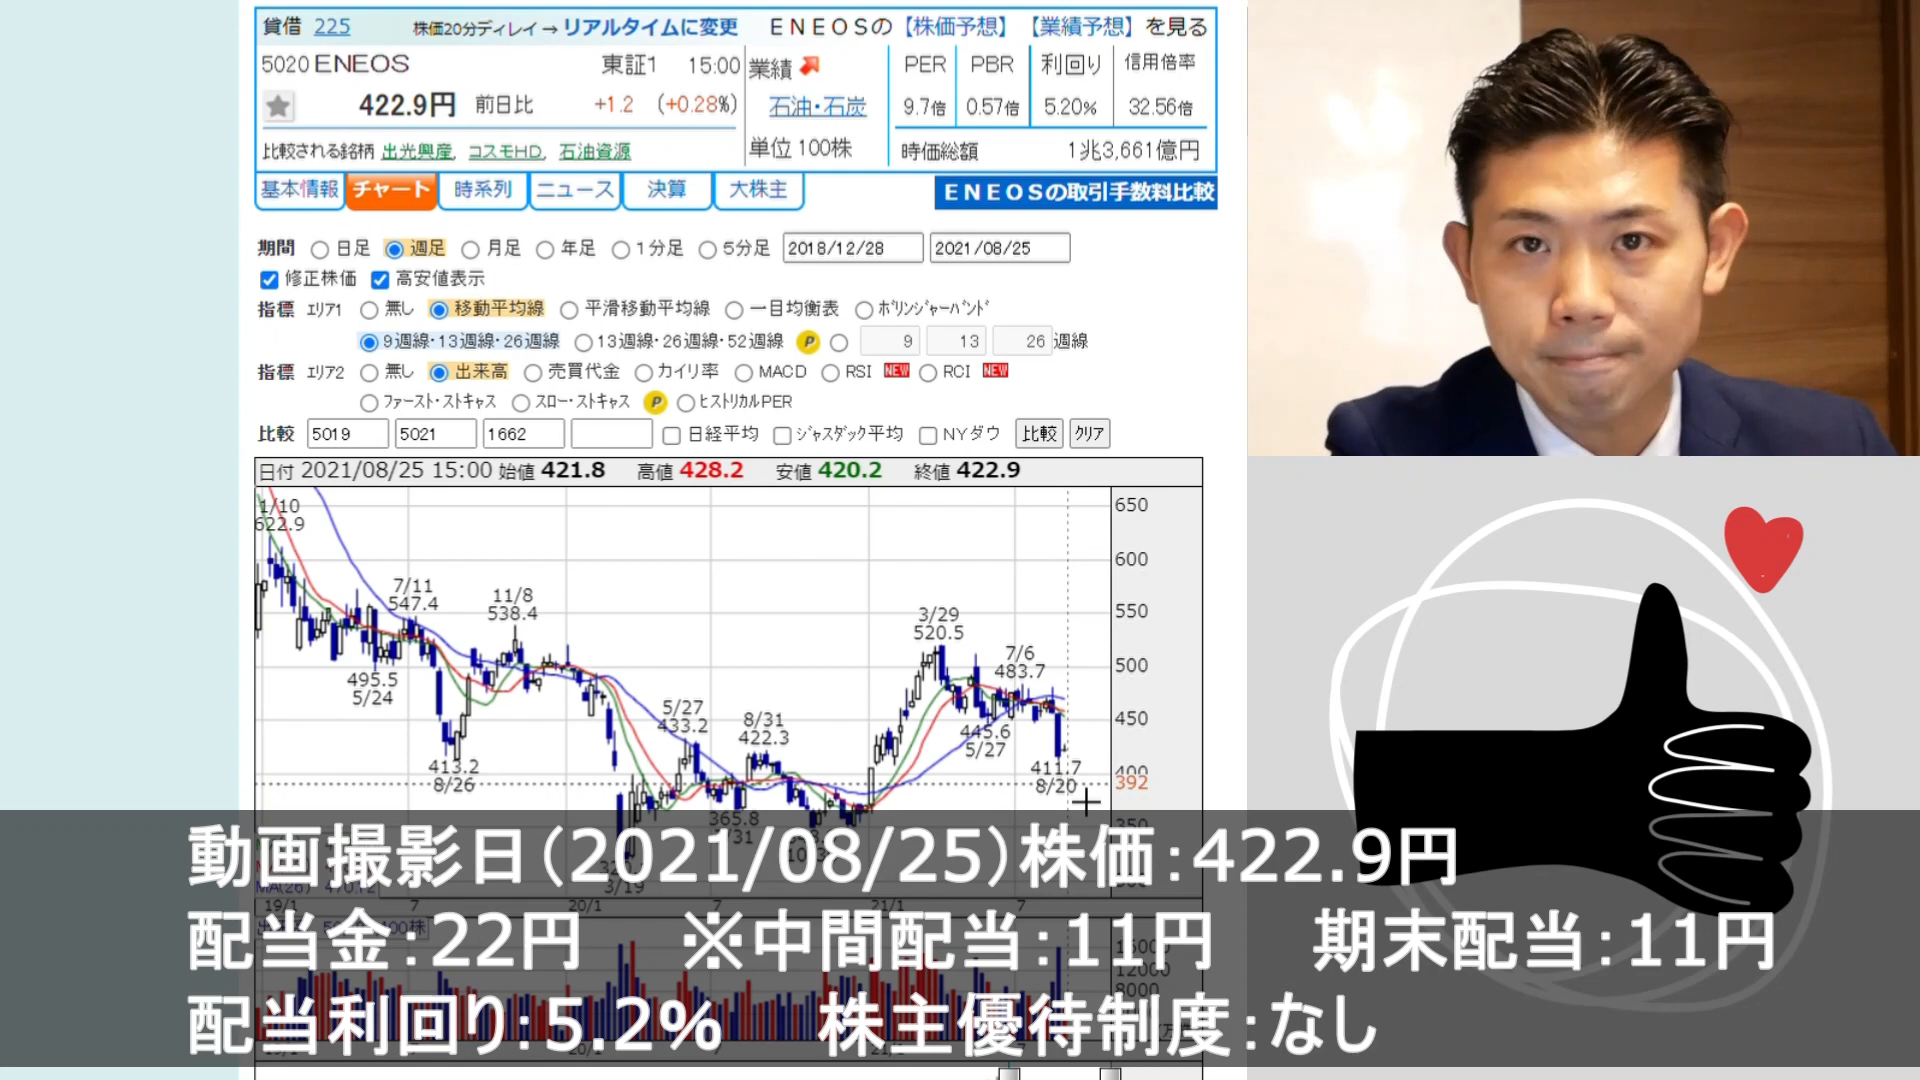 貸借 225 株価20分ディレイ→リアルタイムに変更 ENEOSの【株価予想】【業績予想】を見る
5020 ENEOS 東証1 15:00 業績 PER PBR 利回り 信用倍率
422.9円 前日比 +1.2 (+0.28%) 石油・石炭 9.7倍 0.57倍 5.20% 32.56倍
比較される銘柄 出光興産, コスモHD, 石油資源 単位 100株 時価総額 1兆3,661億円
基本情報 チャート 時系列 ニュース 決算 大株主 ENEOSの取引手数料比較
期間 日足 週足 月足 年足 1分足 5分足 2018/12/28 2021/08/25
修正株価 高安値表示
指標 エリア1 無し 移動平均線 平滑移動平均線 一目均衡表 ボリンジャーバンド
9週線・13週線・26週線 13週線・26週線・52週線 P 9 13 26 週線
指標 エリア2 無し 出来高 売買代金 カイリ率 MACD RSI NEW RCI NEW
ファースト・ストキャス スロー・ストキャス P ヒストリカルPER
比較 5019 5021 1662 日経平均 ジャスダック平均 NYダウ 比較 クリア
日付 2021/08/25 15:00 始値 421.8 高値 428.2 安値 420.2 終値 422.9
650
1/10
622.9
600
7/11
547.4
11/8
538.4
550
3/29
520.5
500
7/6
483.7
495.5
5/24
5/27
433.2
8/31
422.3
450
445.6
5/27
413.2
8/26
411.7
8/20
400
392
350
365.8
3/19
動画撮影日(2021/08/25)株価:422.9円
19/1 7 20/1 7 21/1 7
配当金:22円 ※中間配当:11円 期末配当:11円
12000
8000
配当利回り:5.2% 株主優待制度:なし